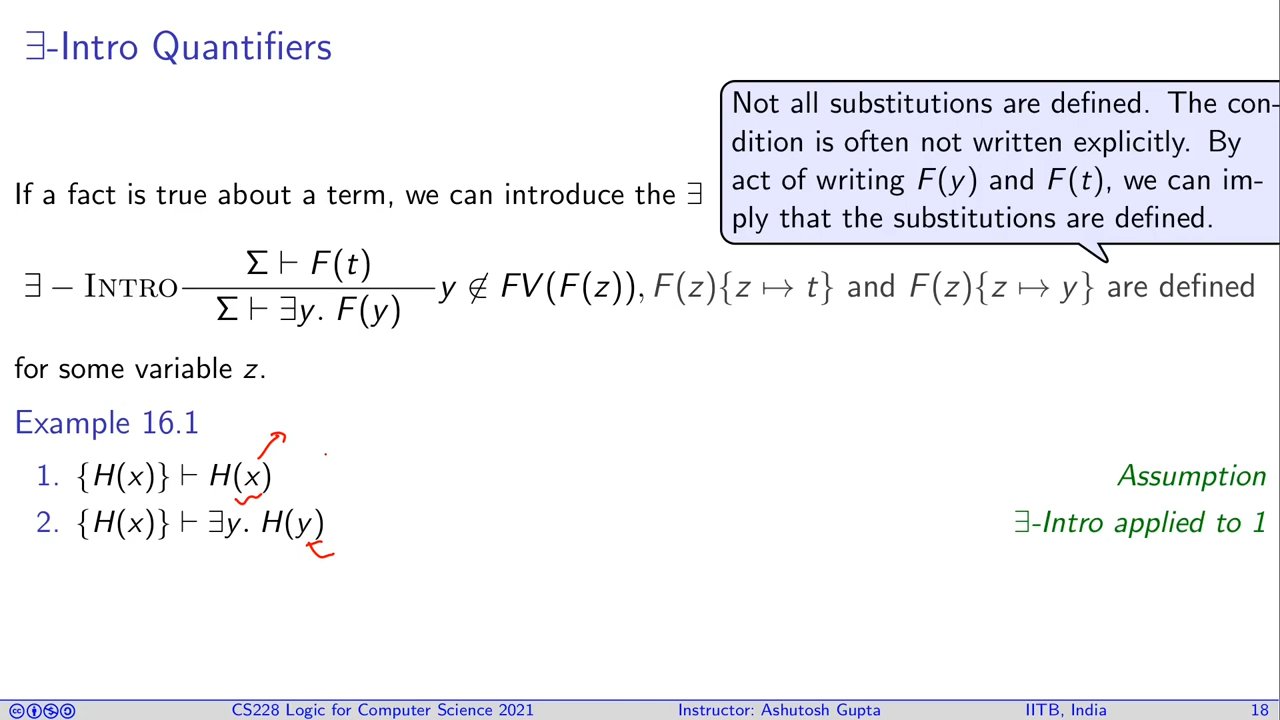 ∃-Intro Quantifiers
Not all substitutions are defined. The con-
dition is often not written explicitly. By
act of writing F(y) and F(t), we can im-
ply that the substitutions are defined.
If a fact is true about a term, we can introduce the ∃
∃ − INTRO Σ ⊢ F(t)
Σ ⊢ ∃y. F(y) y ∉ FV(F(z)), F(z){z ↦ t} and F(z){z ↦ y} are defined
for some variable z.
Example 16.1
1. {H(x)} ⊢ H(x) Assumption
2. {H(x)} ⊢ ∃y. H(y) ∃-Intro applied to 1
CS228 Logic for Computer Science 2021 Instructor: Ashutosh Gupta IITB, India 18